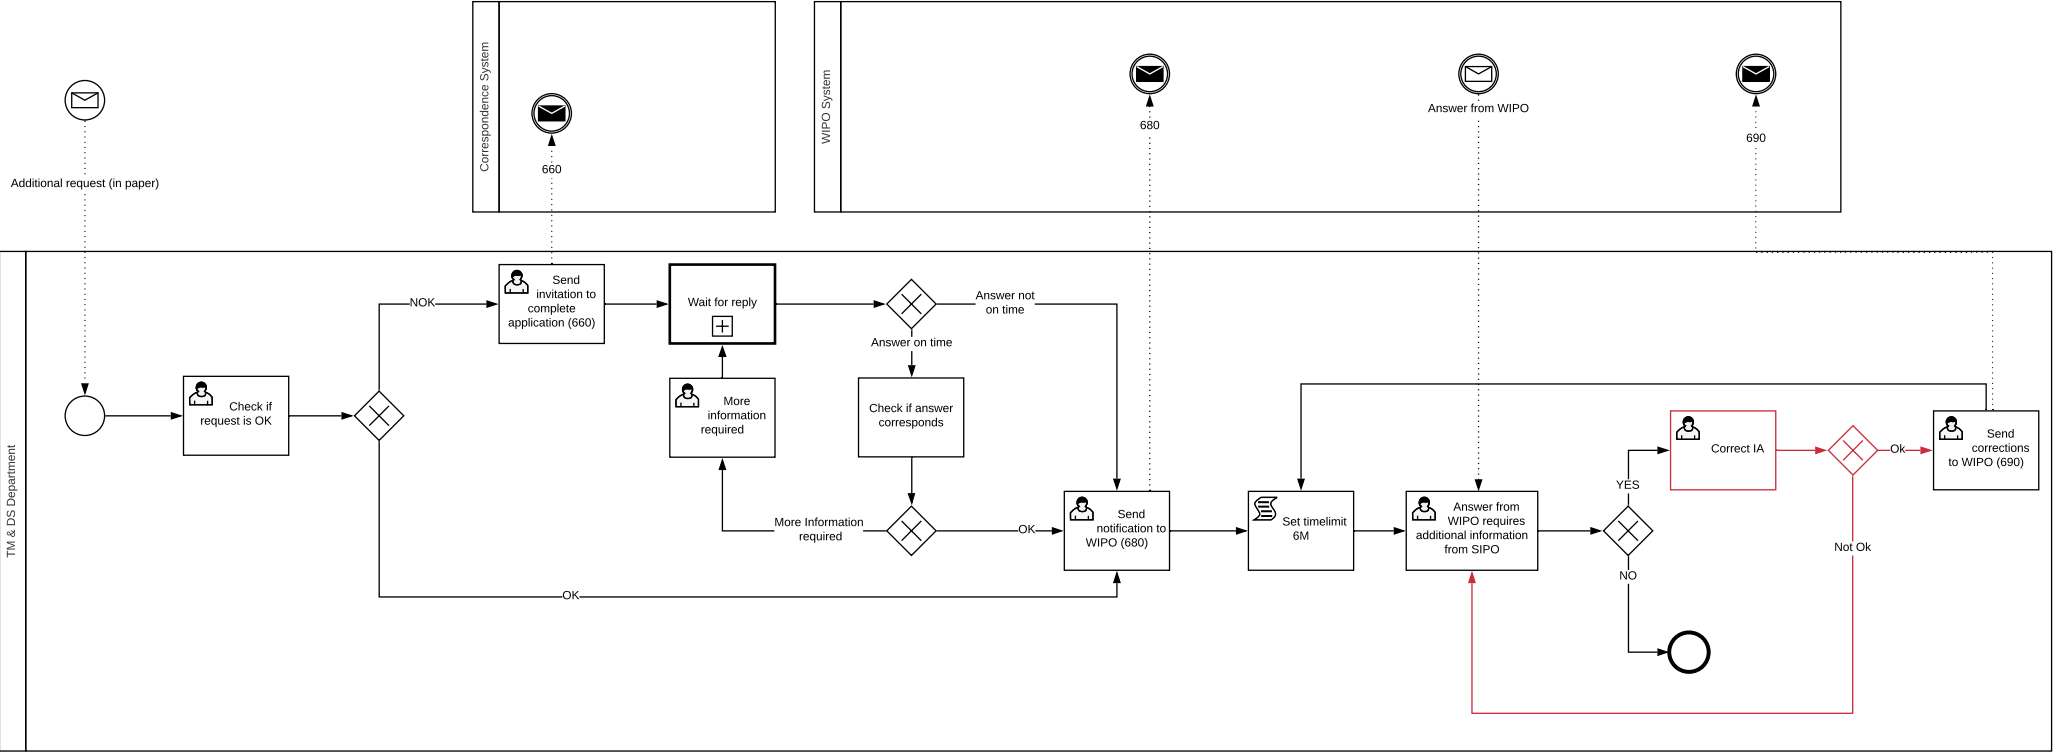 Correspondence System
660
WIPO System
680
Answer from WIPO
690
Additional request (in paper)
TM & DS Department
Check if
request is OK
NOK
OK
Send
invitation to
complete
application (660)
Wait for reply
More
information
required
Answer not
on time
Answer on time
Check if answer
corresponds
More Information
required
OK
Send
notification to
WIPO (680)
Set timelimit
6M
Answer from
WIPO requires
additional information
from SIPO
YES
NO
Correct IA
Ok
Not Ok
Send
corrections
to WIPO (690)